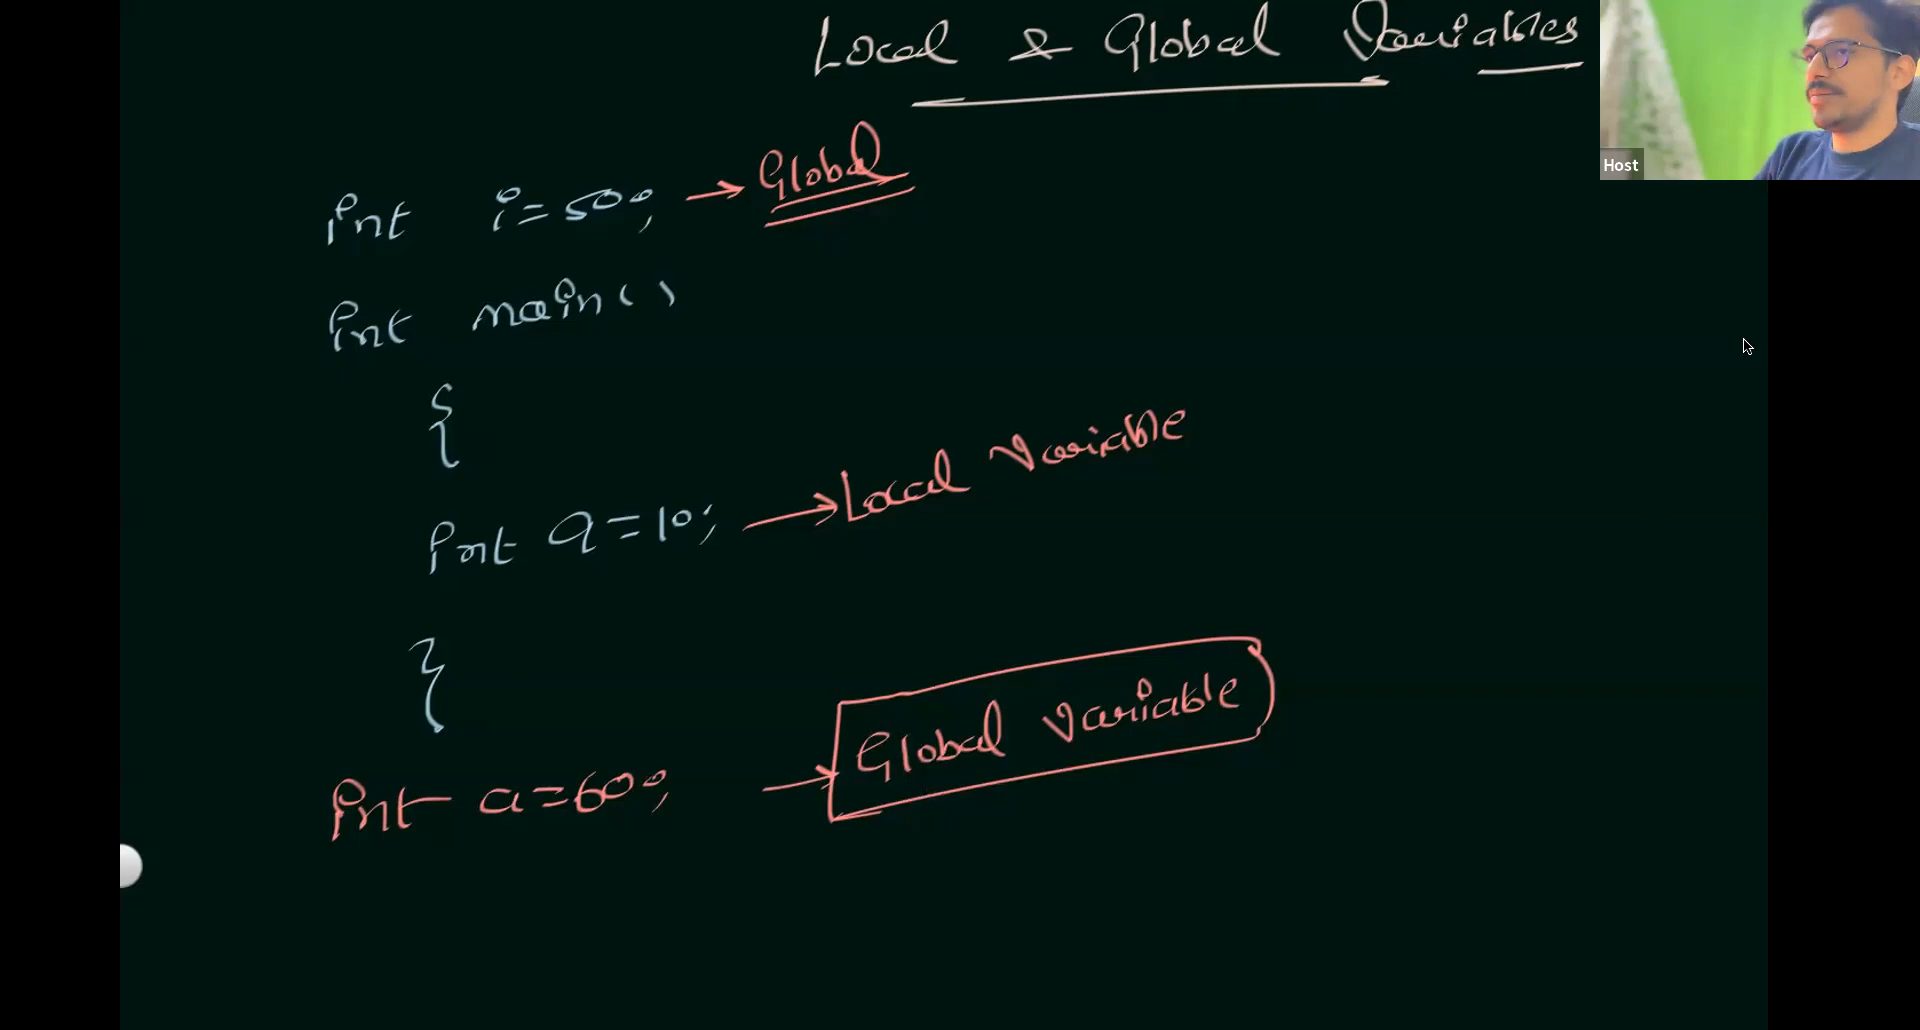 Local & Global Variables
int i=50; → Global
int main()
{
int a=10; → Local Variable
}
int a=60; → Global Variable
Host